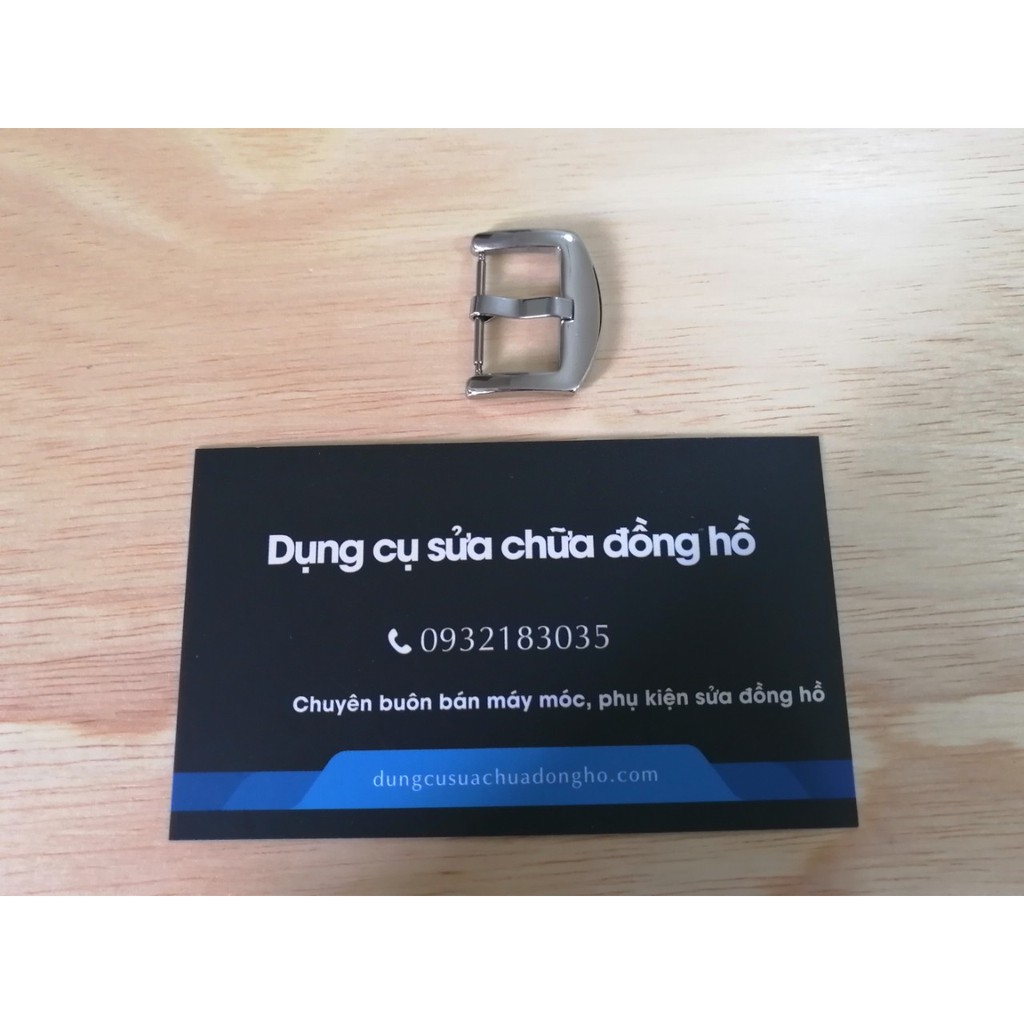 Dụng cụ sửa chữa đồng hồ
0932183035
Chuyên buôn bán máy móc, phụ kiện sửa đồng hồ
dungcusuachuadongho.com